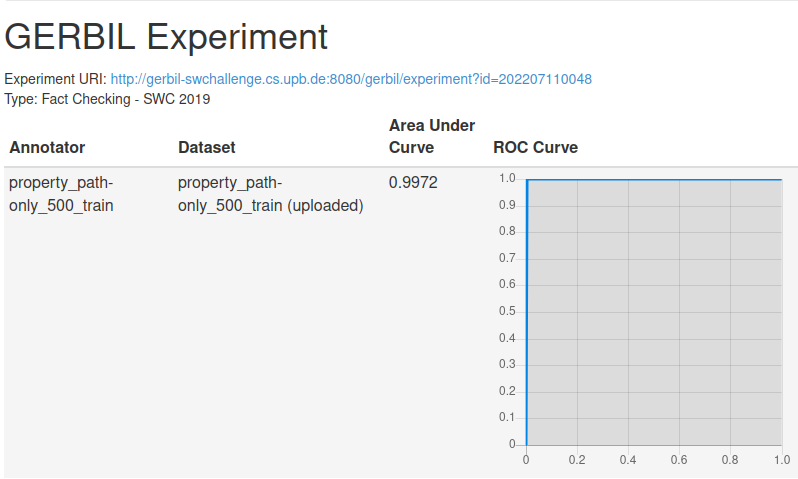 GERBIL Experiment
Experiment URI: http://gerbil-swchallenge.cs.upb.de:8080/gerbil/experiment?id=202207110048
Type: Fact Checking - SWC 2019
Annotator Dataset Area Under Curve ROC Curve
property_path-only_500_train property_path-only_500_train (uploaded) 0.9972
1.0
0.9
0.8
0.7
0.6
0.5
0.4
0.3
0.2
0.1
0
0 0.2 0.4 0.6 0.8 1.0